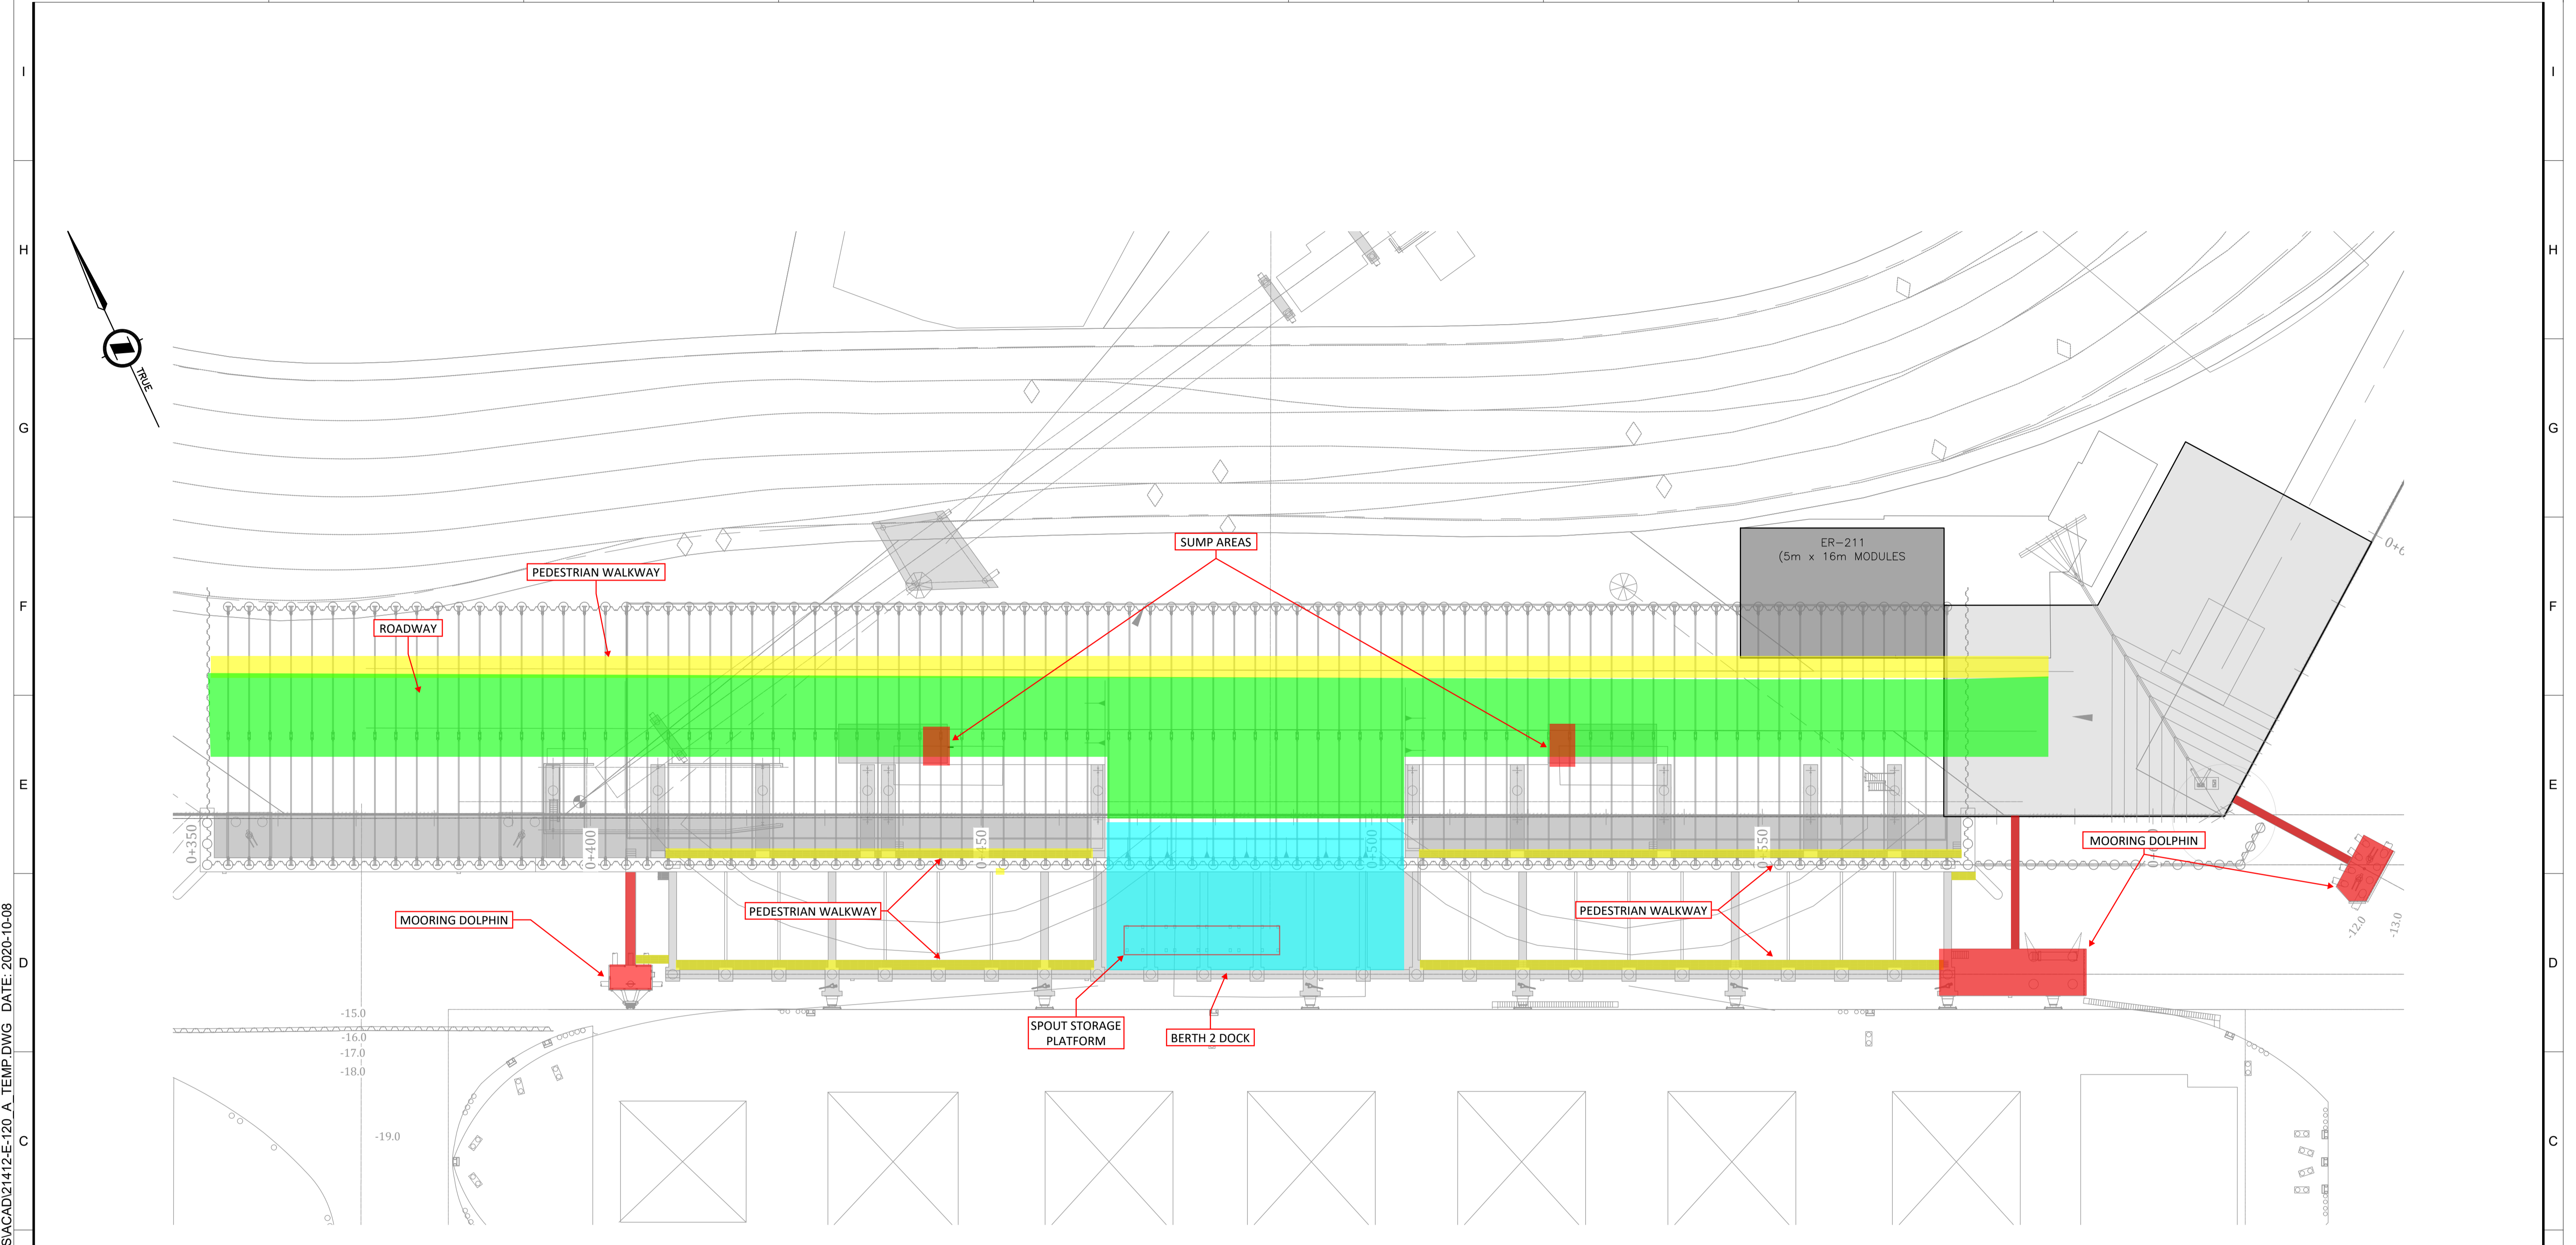 I
I
H
H
TRUE
G
G
ER-211
(5m x 16m MODULES
SUMP AREAS
PEDESTRIAN WALKWAY
F
F
ROADWAY
E
E
0+350
0+400
0+450
0+500
0+550
MOORING DOLPHIN
MOORING DOLPHIN
PEDESTRIAN WALKWAY
PEDESTRIAN WALKWAY
-12.0
-13.0
D
D
SPOUT STORAGE
PLATFORM
BERTH 2 DOCK
-15.0
-16.0
-17.0
-18.0
-19.0
C
C
S\ACAD\21412-E-120_A_TEMP.DWG DATE: 2020-10-08